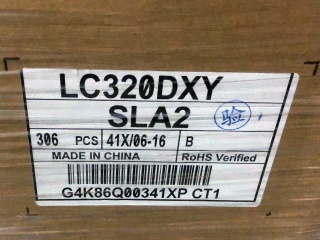 LC320DXY
SLA2 验
306 PCS 41X/06-16 B
MADE IN CHINA RoHS Verified
G4K86Q00341XP CT1